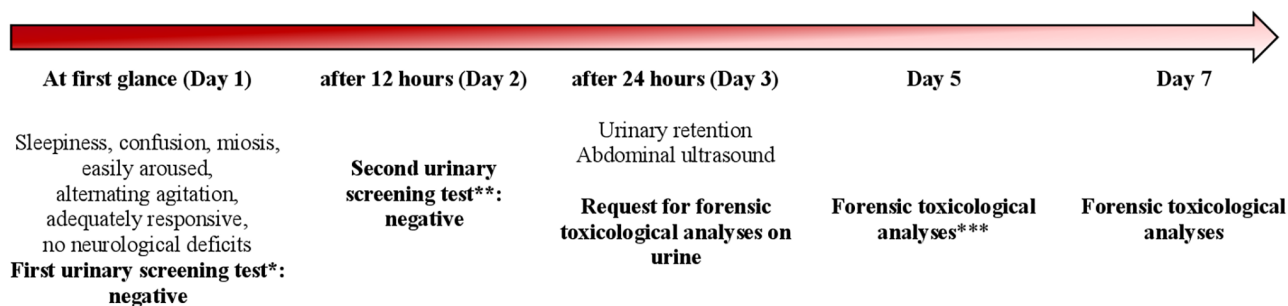 At first glance (Day 1)
after 12 hours (Day 2)
after 24 hours (Day 3)
Day 5
Day 7
Sleepiness, confusion, miosis,
easily aroused,
alternating agitation,
adequately responsive,
no neurological deficits
First urinary screening test*:
negative
Second urinary
screening test**:
negative
Urinary retention
Abdominal ultrasound
Request for forensic
toxicological analyses on
urine
Forensic toxicological
analyses***
Forensic toxicological
analyses